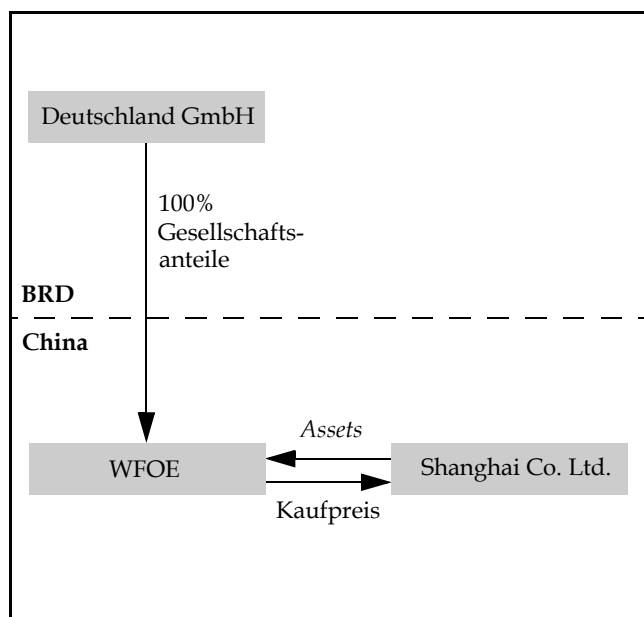 Deutschland GmbH
100%
Gesellschafts-
anteile
BRD
China
Assets
WFOE
Shanghai Co. Ltd.
Kaufpreis